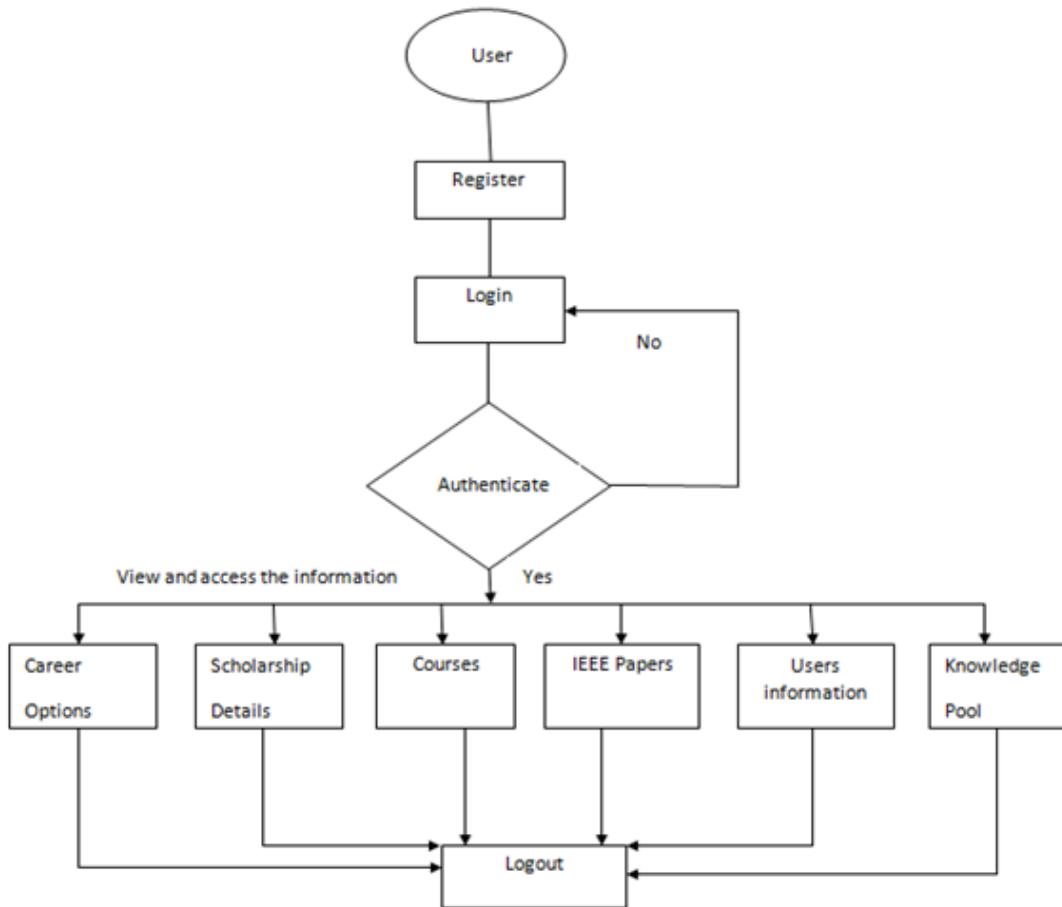 User
Register
Login
No
Authenticate
View and access the information
Yes
Career
Options
Scholarship
Details
Courses
IEEE Papers
Users
information
Knowledge
Pool
Logout